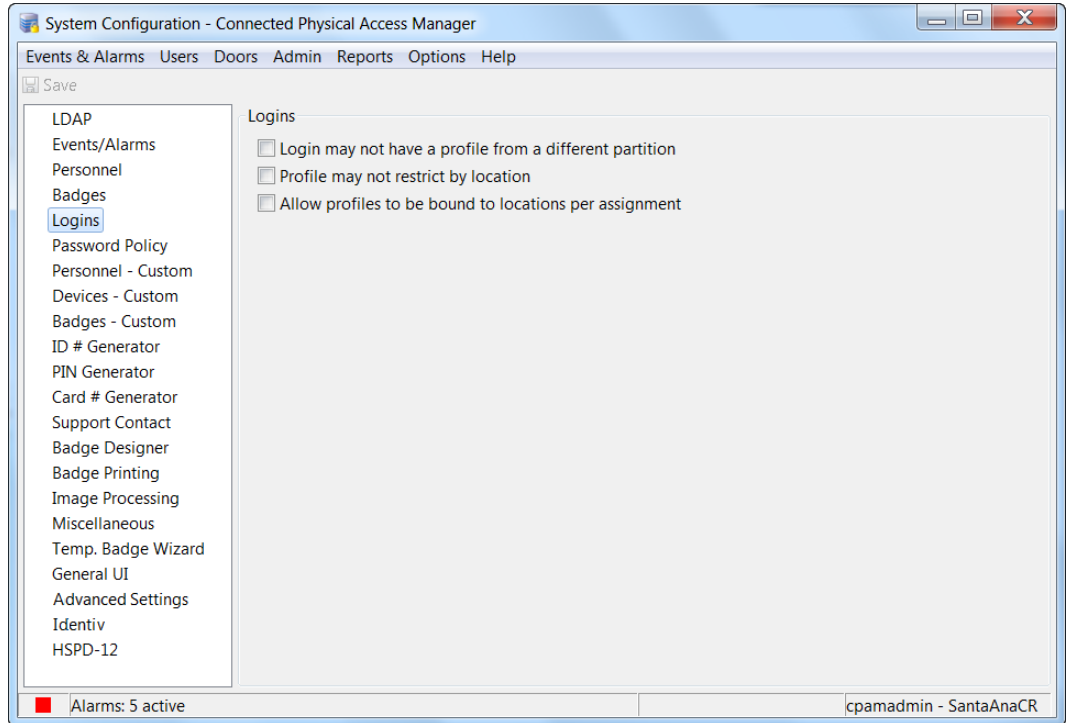 System Configuration - Connected Physical Access Manager
Events & Alarms Users Doors Admin Reports Options Help
Save
LDAP
Events/Alarms
Personnel
Badges
Logins
Password Policy
Personnel - Custom
Devices - Custom
Badges - Custom
ID # Generator
PIN Generator
Card # Generator
Support Contact
Badge Designer
Badge Printing
Image Processing
Miscellaneous
Temp. Badge Wizard
General UI
Advanced Settings
Identiv
HSPD-12
Logins
Login may not have a profile from a different partition
Profile may not restrict by location
Allow profiles to be bound to locations per assignment
Alarms: 5 active
cpamadmin - SantaAnaCR